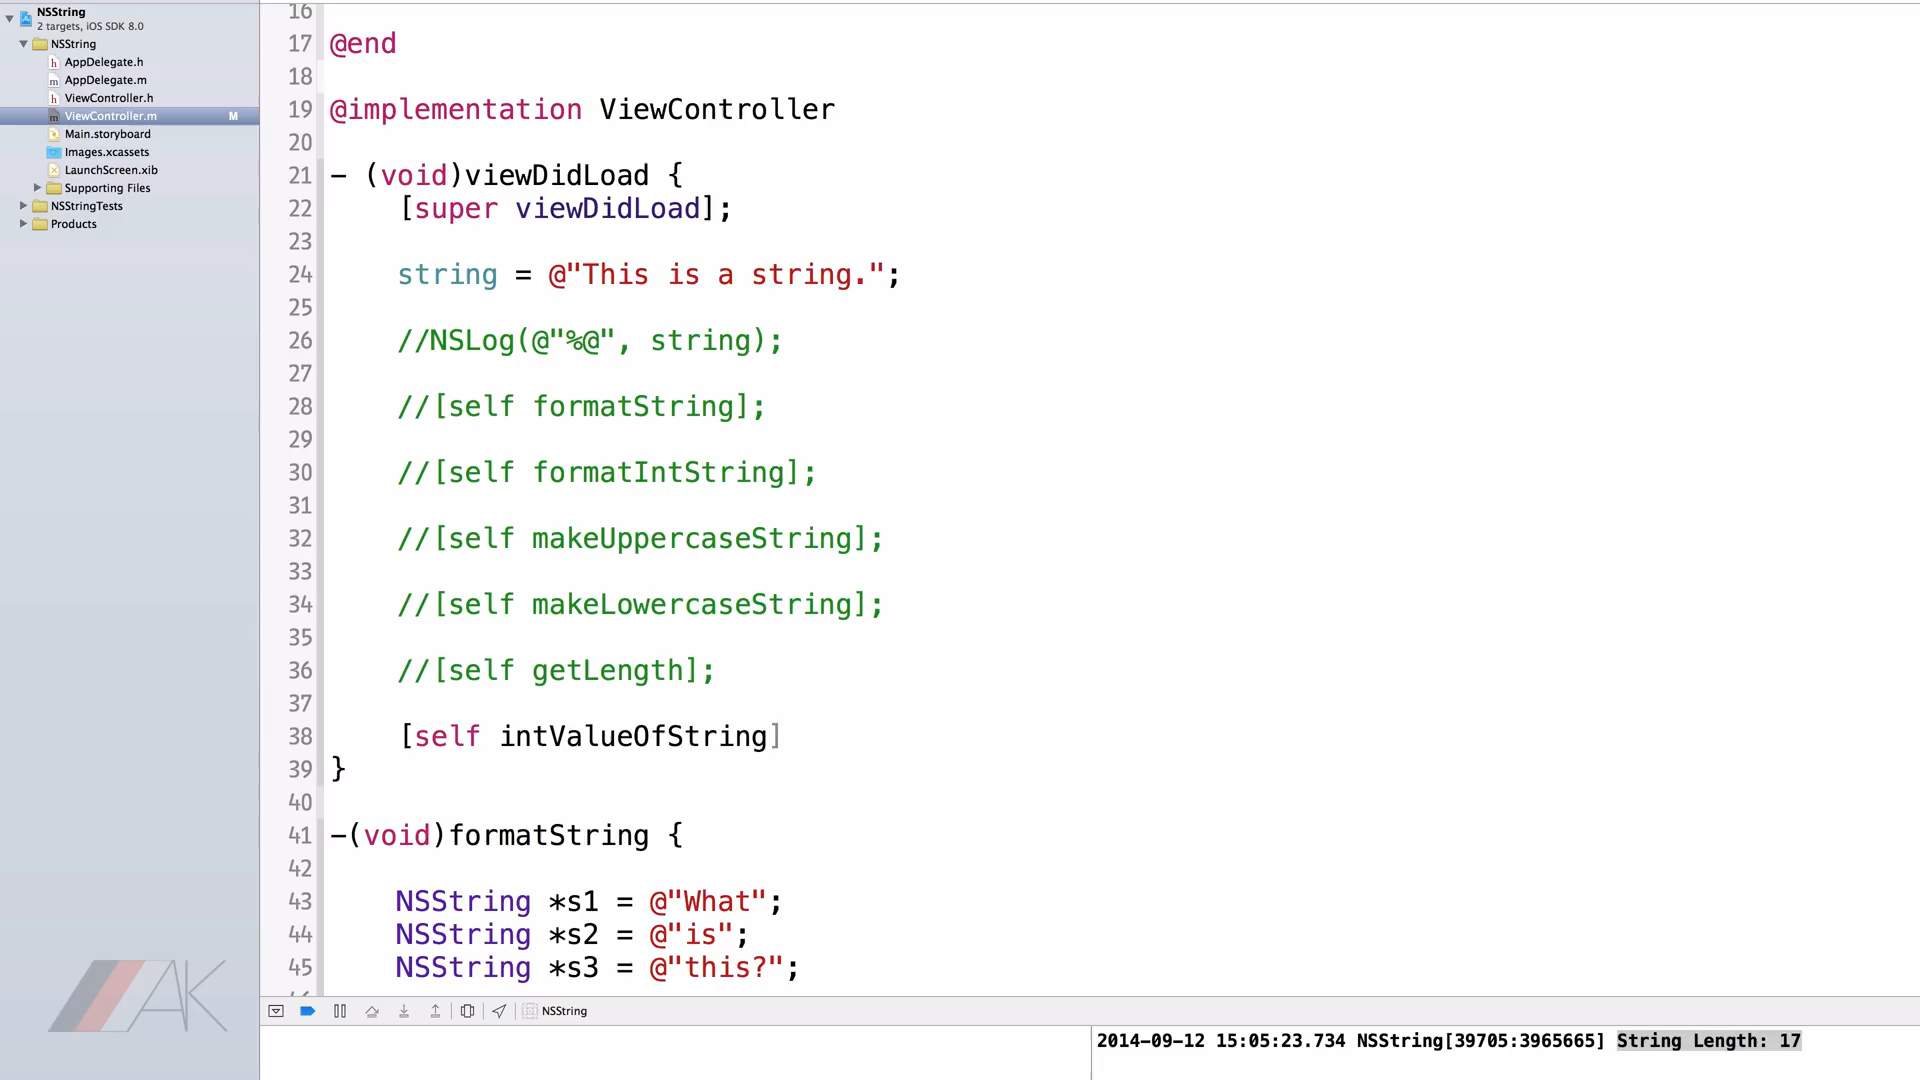 NSString
2 targets, iOS SDK 8.0
NSString
AppDelegate.h
AppDelegate.m
ViewController.h
ViewController.m M
Main.storyboard
Images.xcassets
LaunchScreen.xib
Supporting Files
NSStringTests
Products
16
17 @end
18
19 @implementation ViewController
20
21 - (void)viewDidLoad {
22 [super viewDidLoad];
23
24 string = @"This is a string.";
25
26 //NSLog(@"%@", string);
27
28 //[self formatString];
29
30 //[self formatIntString];
31
32 //[self makeUppercaseString];
33
34 //[self makeLowercaseString];
35
36 //[self getLength];
37
38 [self intValueOfString]
39 }
40
41 -(void)formatString {
42
43 NSString *s1 = @"What";
44 NSString *s2 = @"is";
45 NSString *s3 = @"this?";
NSString
2014-09-12 15:05:23.734 NSString[39705:3965665] String Length: 17
AK